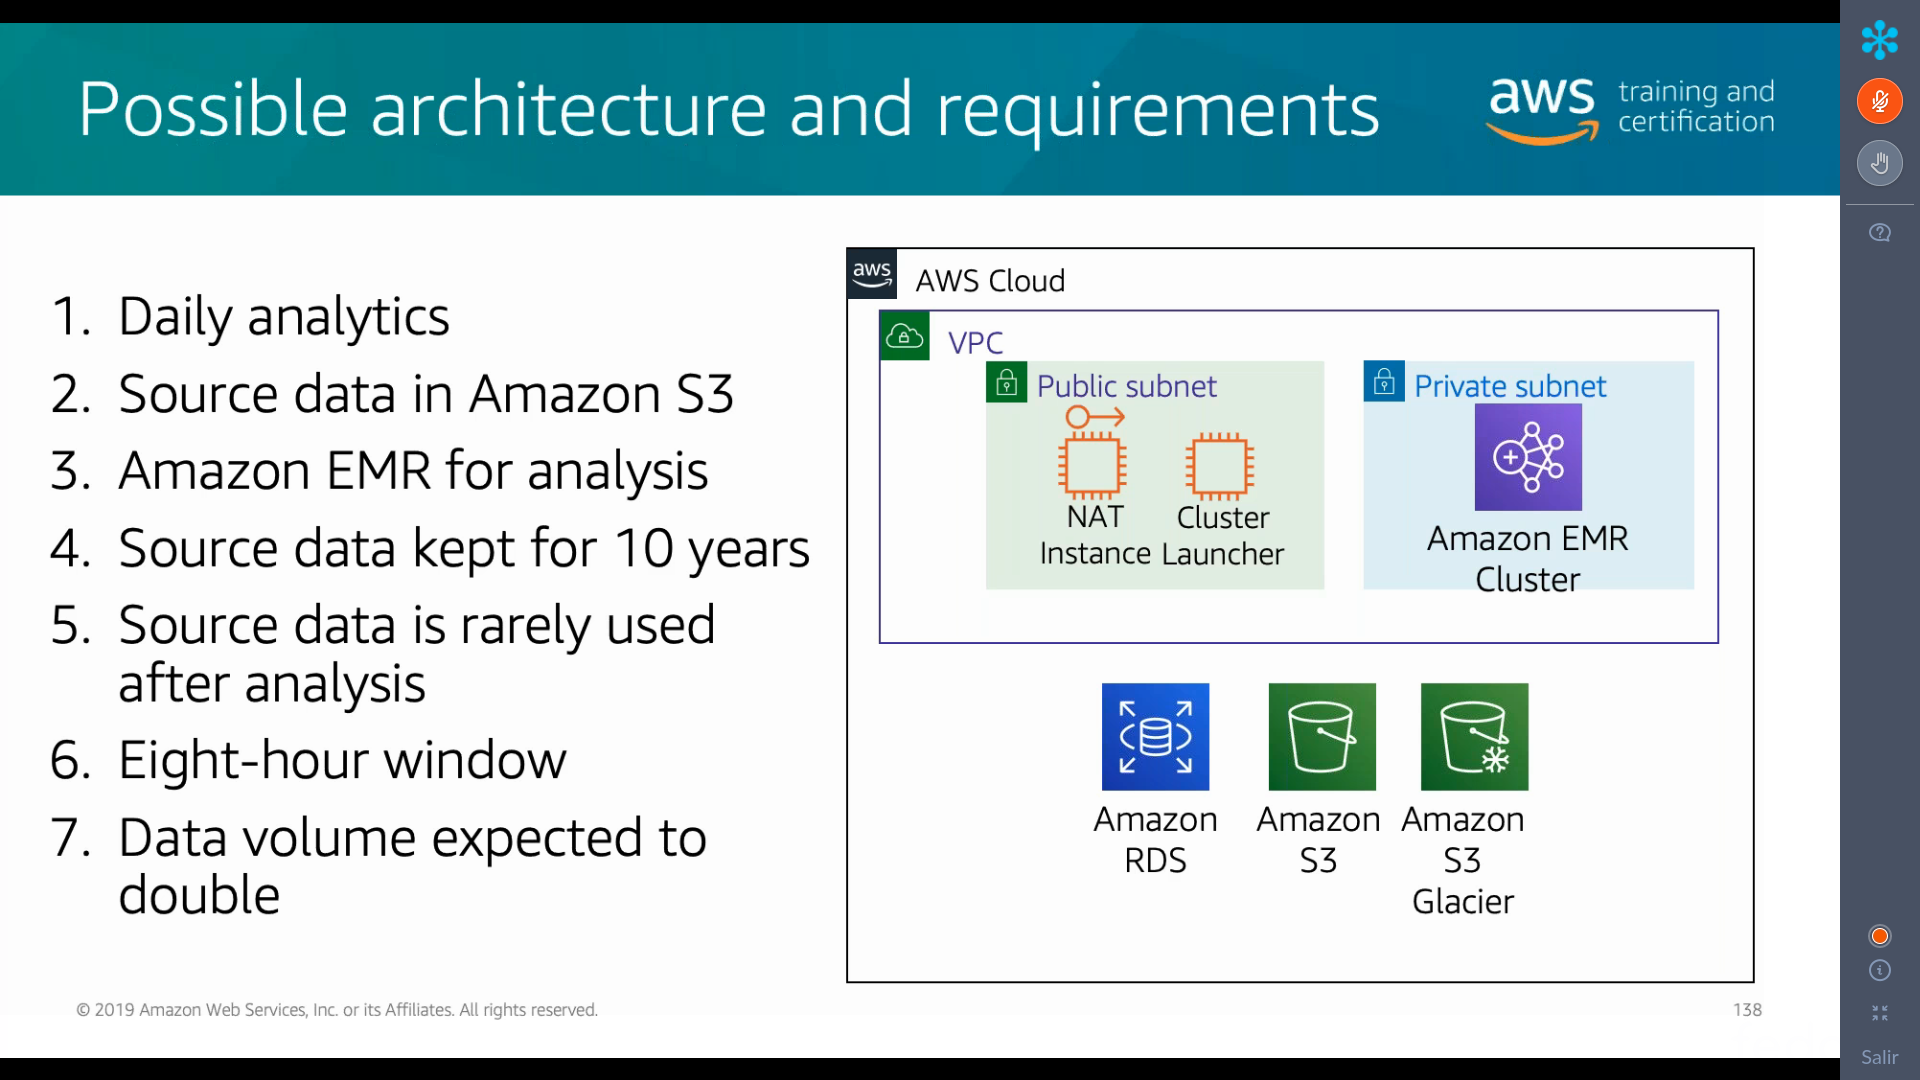 Possible architecture and requirements
aws training and
certification
1. Daily analytics
2. Source data in Amazon S3
3. Amazon EMR for analysis
4. Source data kept for 10 years
5. Source data is rarely used
after analysis
6. Eight-hour window
7. Data volume expected to
double
aws
AWS Cloud
VPC
Public subnet
NAT
Instance
Cluster
Launcher
Private subnet
Amazon EMR
Cluster
Amazon
RDS
Amazon
S3
Amazon
S3
Glacier
© 2019 Amazon Web Services, Inc. or its Affiliates. All rights reserved.
138
Salir